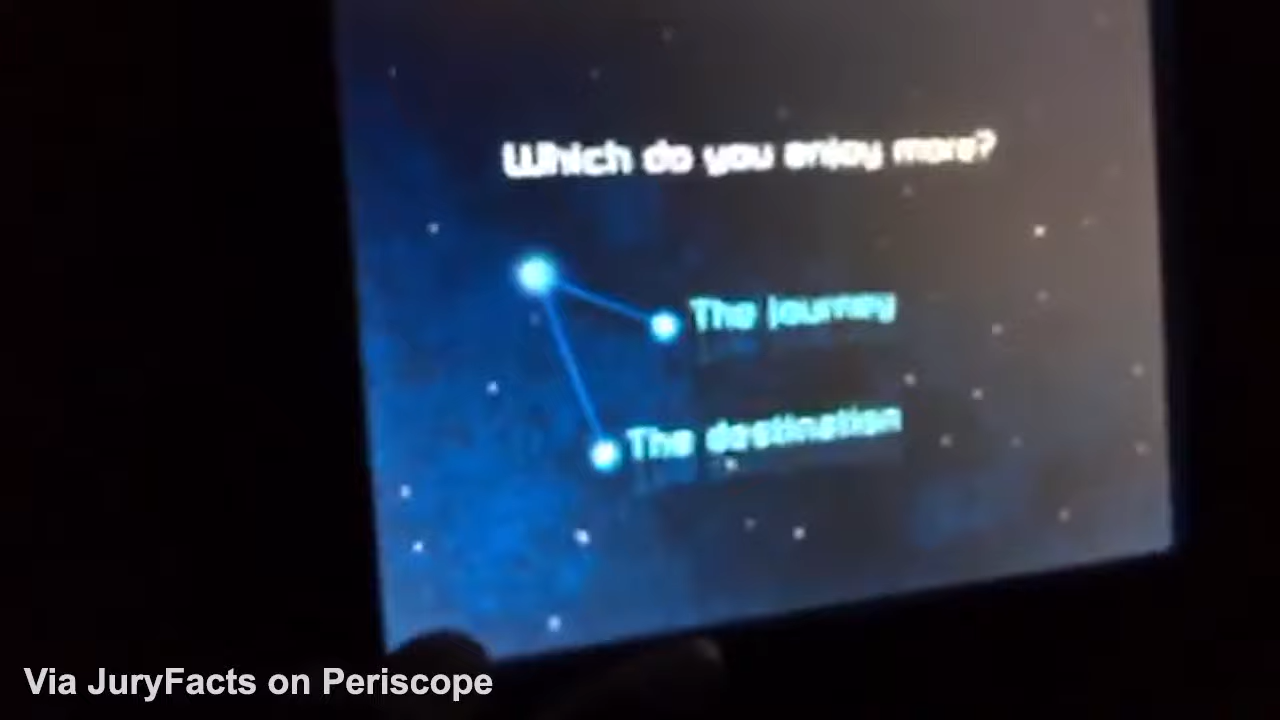 Which do you enjoy more?
The journey
The destination
Via JuryFacts on Periscope